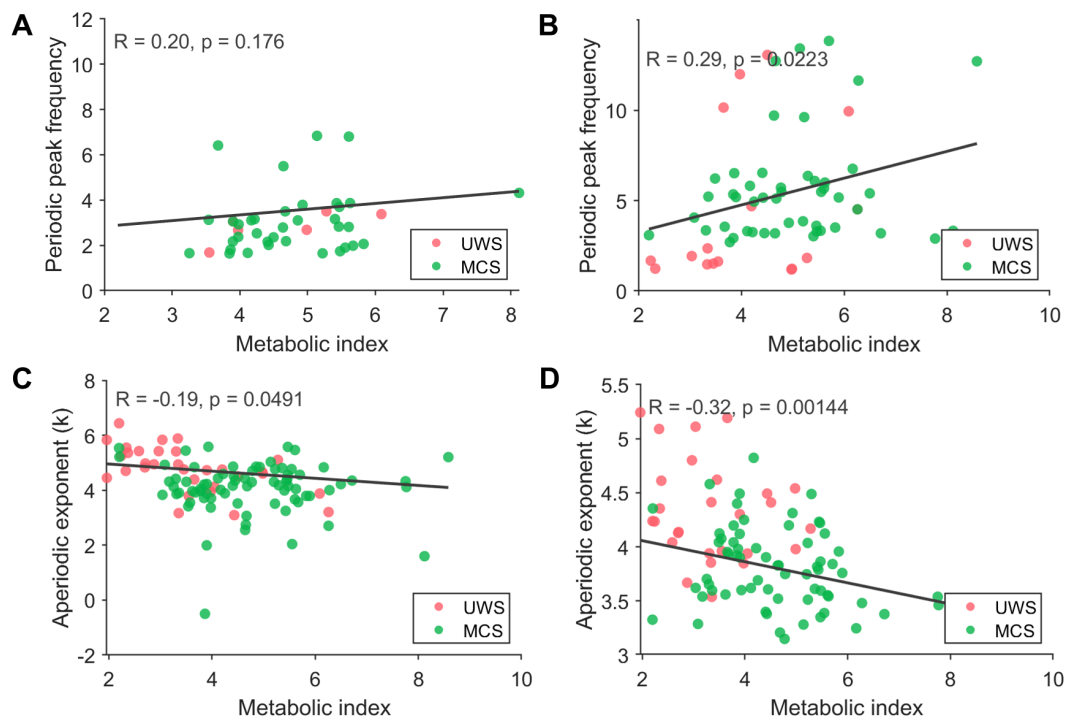 A
R = 0.20, p = 0.176
12
10
8
6
4
2
0
Periodic peak frequency
2 3 4 5 6 7 8
Metabolic index
UWS
MCS
B
R = 0.29, p = 0.0223
10
5
0
Periodic peak frequency
2 4 6 8 10
Metabolic index
UWS
MCS
C
R = -0.19, p = 0.0491
8
6
4
2
0
-2
Aperiodic exponent (k)
2 4 6 8 10
Metabolic index
UWS
MCS
D
R = -0.32, p = 0.00144
5.5
5
4.5
4
3.5
3
Aperiodic exponent (k)
2 4 6 8 10
Metabolic index
UWS
MCS